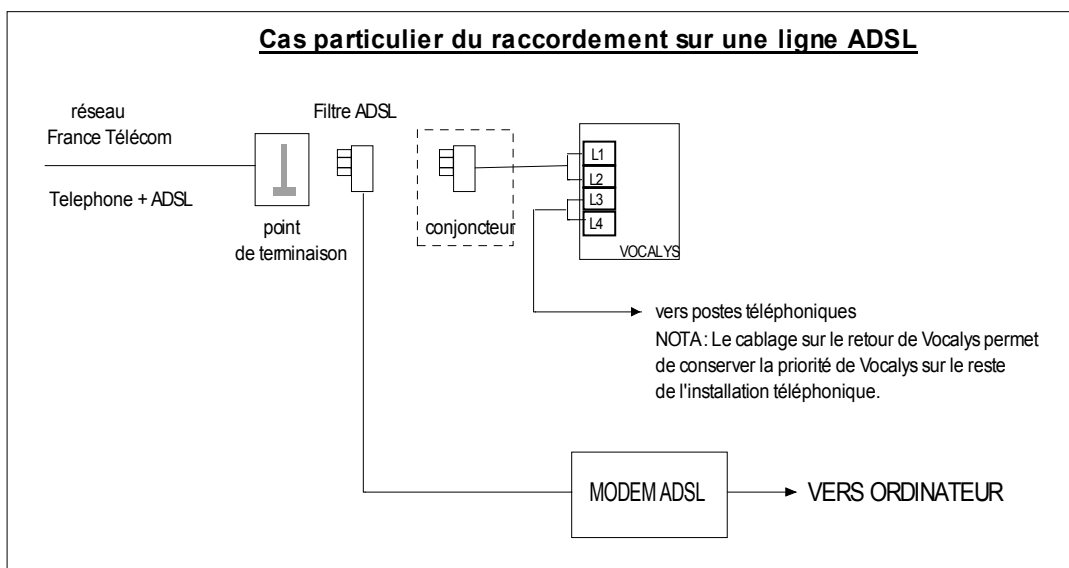 Cas particulier du raccordement sur une ligne ADSL
réseau
France Télécom
Filtre ADSL
Telephone + ADSL
point
de terminaison
conjoncteur
L1
L2
L3
L4
VOCALYS
vers postes téléphoniques
NOTA: Le cablage sur le retour de Vocalys permet
de conserver la priorité de Vocalys sur le reste
de l'installation téléphonique.
MODEM ADSL
VERS ORDINATEUR